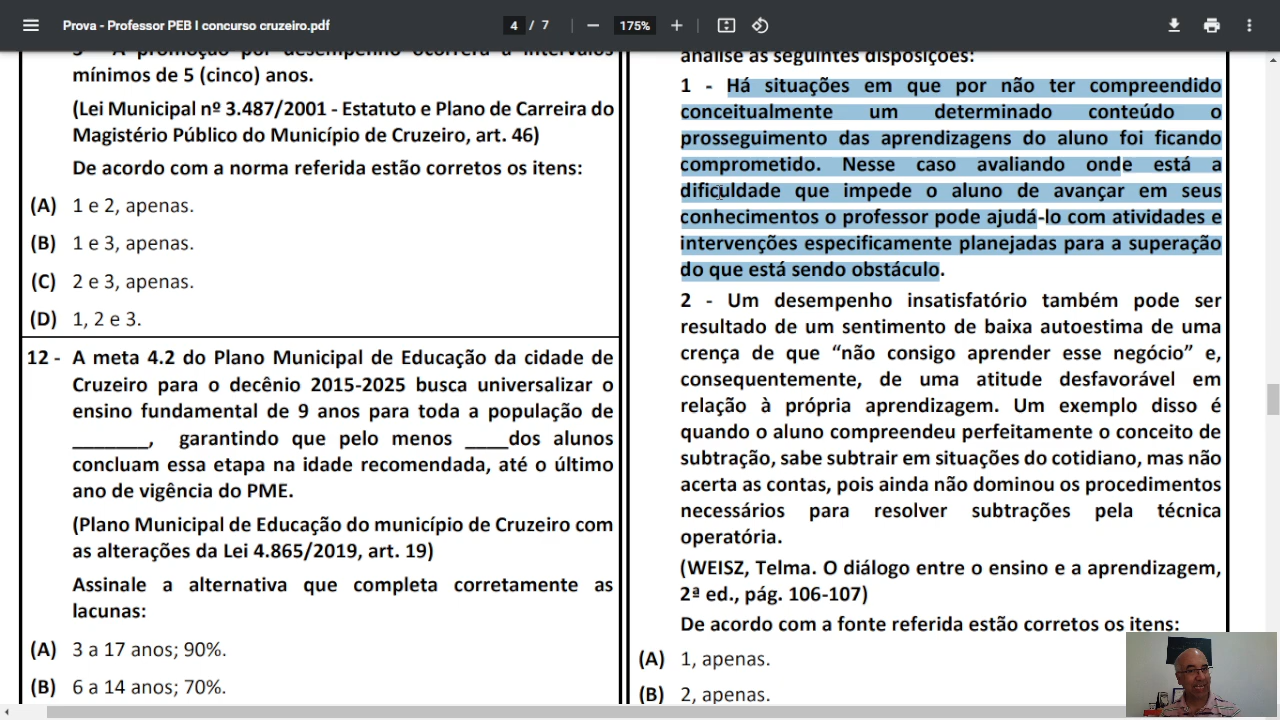 Prova - Professor PEB I concurso cruzeiro.pdf
4 / 7
175%
3 - A promoção por desempenho ocorrerá a intervalos
mínimos de 5 (cinco) anos.
(Lei Municipal nº 3.487/2001 - Estatuto e Plano de Carreira do
Magistério Público do Município de Cruzeiro, art. 46)
De acordo com a norma referida estão corretos os itens:
(A) 1 e 2, apenas.
(B) 1 e 3, apenas.
(C) 2 e 3, apenas.
(D) 1, 2 e 3.
12 - A meta 4.2 do Plano Municipal de Educação da cidade de
Cruzeiro para o decênio 2015-2025 busca universalizar o
ensino fundamental de 9 anos para toda a população de
_______, garantindo que pelo menos ____dos alunos
concluam essa etapa na idade recomendada, até o último
ano de vigência do PME.
(Plano Municipal de Educação do município de Cruzeiro com
as alterações da Lei 4.865/2019, art. 19)
Assinale a alternativa que completa corretamente as
lacunas:
(A) 3 a 17 anos; 90%.
(B) 6 a 14 anos; 70%.
analise as seguintes disposições:
1 - Há situações em que por não ter compreendido
conceitualmente um determinado conteúdo o
prosseguimento das aprendizagens do aluno foi ficando
comprometido. Nesse caso avaliando onde está a
dificuldade que impede o aluno de avançar em seus
conhecimentos o professor pode ajudá-lo com atividades e
intervenções especificamente planejadas para a superação
do que está sendo obstáculo.
2 - Um desempenho insatisfatório também pode ser
resultado de um sentimento de baixa autoestima de uma
crença de que “não consigo aprender esse negócio” e,
consequentemente, de uma atitude desfavorável em
relação à própria aprendizagem. Um exemplo disso é
quando o aluno compreendeu perfeitamente o conceito de
subtração, sabe subtrair em situações do cotidiano, mas não
acerta as contas, pois ainda não dominou os procedimentos
necessários para resolver subtrações pela técnica
operatória.
(WEISZ, Telma. O diálogo entre o ensino e a aprendizagem,
2ª ed., pág. 106-107)
De acordo com a fonte referida estão corretos os itens:
(A) 1, apenas.
(B) 2, apenas.